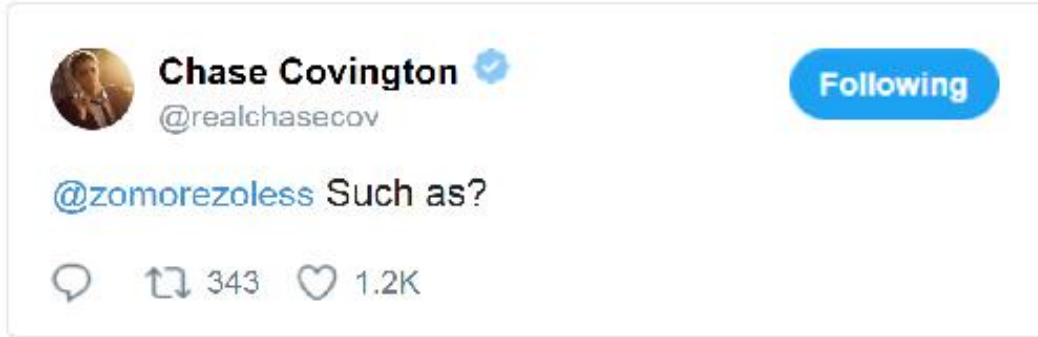 Chase Covington
Following
@realchasecov
@zomorezoless Such as?
343 1.2K